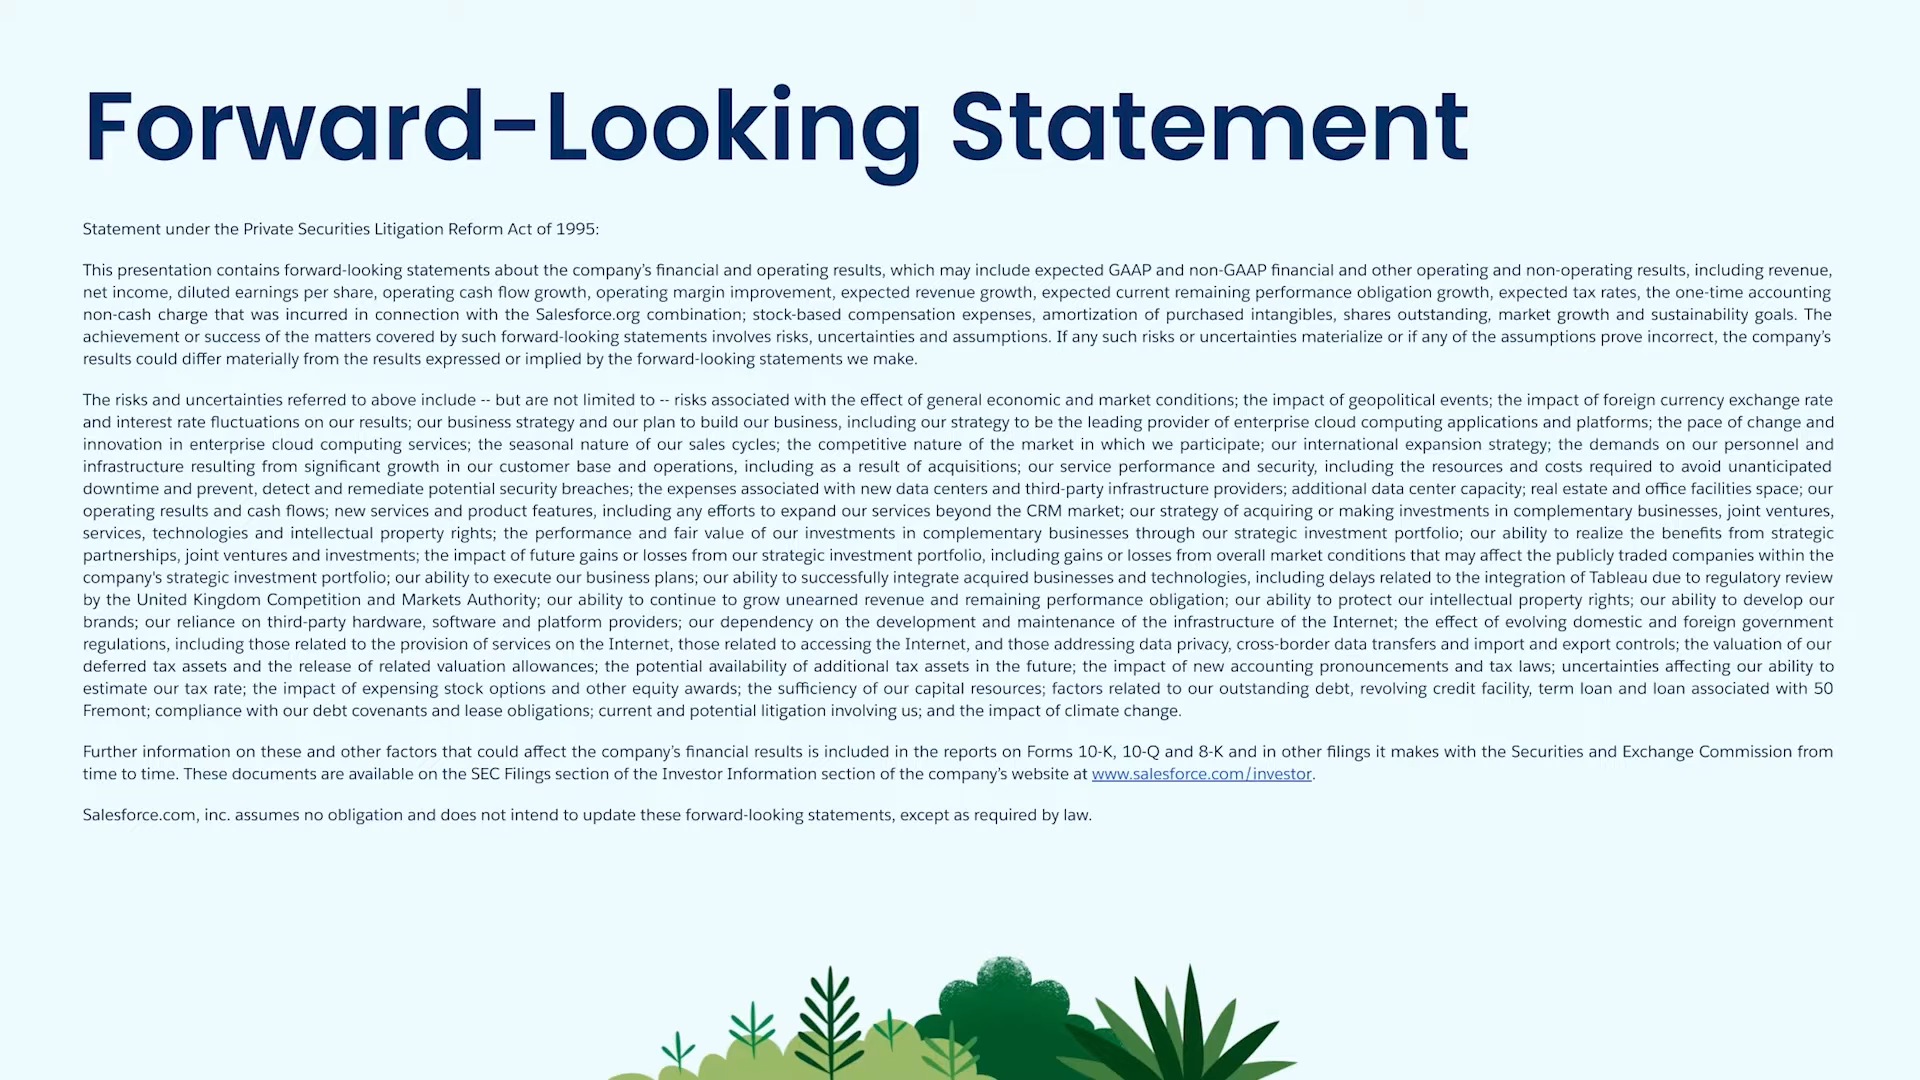 Forward-Looking Statement
Statement under the Private Securities Litigation Reform Act of 1995:
This presentation contains forward-looking statements about the company's financial and operating results, which may include expected GAAP and non-GAAP financial and other operating and non-operating results, including revenue,
net income, diluted earnings per share, operating cash flow growth, operating margin improvement, expected revenue growth, expected current remaining performance obligation growth, expected tax rates, the one-time accounting
non-cash charge that was incurred in connection with the Salesforce.org combination; stock-based compensation expenses, amortization of purchased intangibles, shares outstanding, market growth and sustainability goals. The
achievement or success of the matters covered by such forward-looking statements involves risks, uncertainties and assumptions. If any such risks or uncertainties materialize or if any of the assumptions prove incorrect, the company's
results could differ materially from the results expressed or implied by the forward-looking statements we make.
The risks and uncertainties referred to above include -- but are not limited to -- risks associated with the effect of general economic and market conditions; the impact of geopolitical events; the impact of foreign currency exchange rate
and interest rate fluctuations on our results; our business strategy and our plan to build our business, including our strategy to be the leading provider of enterprise cloud computing applications and platforms; the pace of change and
innovation in enterprise cloud computing services; the seasonal nature of our sales cycles; the competitive nature of the market in which we participate; our international expansion strategy; the demands on our personnel and
infrastructure resulting from significant growth in our customer base and operations, including as a result of acquisitions; our service performance and security, including the resources and costs required to avoid unanticipated
downtime and prevent, detect and remediate potential security breaches; the expenses associated with new data centers and third-party infrastructure providers; additional data center capacity; real estate and office facilities space; our
operating results and cash flows; new services and product features, including any efforts to expand our services beyond the CRM market; our strategy of acquiring or making investments in complementary businesses, joint ventures,
services, technologies and intellectual property rights; the performance and fair value of our investments in complementary businesses through our strategic investment portfolio; our ability to realize the benefits from strategic
partnerships, joint ventures and investments; the impact of future gains or losses from our strategic investment portfolio, including gains or losses from overall market conditions that may affect the publicly traded companies within the
company's strategic investment portfolio; our ability to execute our business plans; our ability to successfully integrate acquired businesses and technologies, including delays related to the integration of Tableau due to regulatory review
by the United Kingdom Competition and Markets Authority; our ability to continue to grow unearned revenue and remaining performance obligation; our ability to protect our intellectual property rights; our ability to develop our
brands; our reliance on third-party hardware, software and platform providers; our dependency on the development and maintenance of the infrastructure of the Internet; the effect of evolving domestic and foreign government
regulations, including those related to the provision of services on the Internet, those related to accessing the Internet, and those addressing data privacy, cross-border data transfers and import and export controls; the valuation of our
deferred tax assets and the release of related valuation allowances; the potential availability of additional tax assets in the future; the impact of new accounting pronouncements and tax laws; uncertainties affecting our ability to
estimate our tax rate; the impact of expensing stock options and other equity awards; the sufficiency of our capital resources; factors related to our outstanding debt, revolving credit facility, term loan and loan associated with 50
Fremont; compliance with our debt covenants and lease obligations; current and potential litigation involving us; and the impact of climate change.
Further information on these and other factors that could affect the company's financial results is included in the reports on Forms 10-K, 10-Q and 8-K and in other filings it makes with the Securities and Exchange Commission from
time to time. These documents are available on the SEC Filings section of the Investor Information section of the company's website at www.salesforce.com/investor.
Salesforce.com, inc. assumes no obligation and does not intend to update these forward-looking statements, except as required by law.